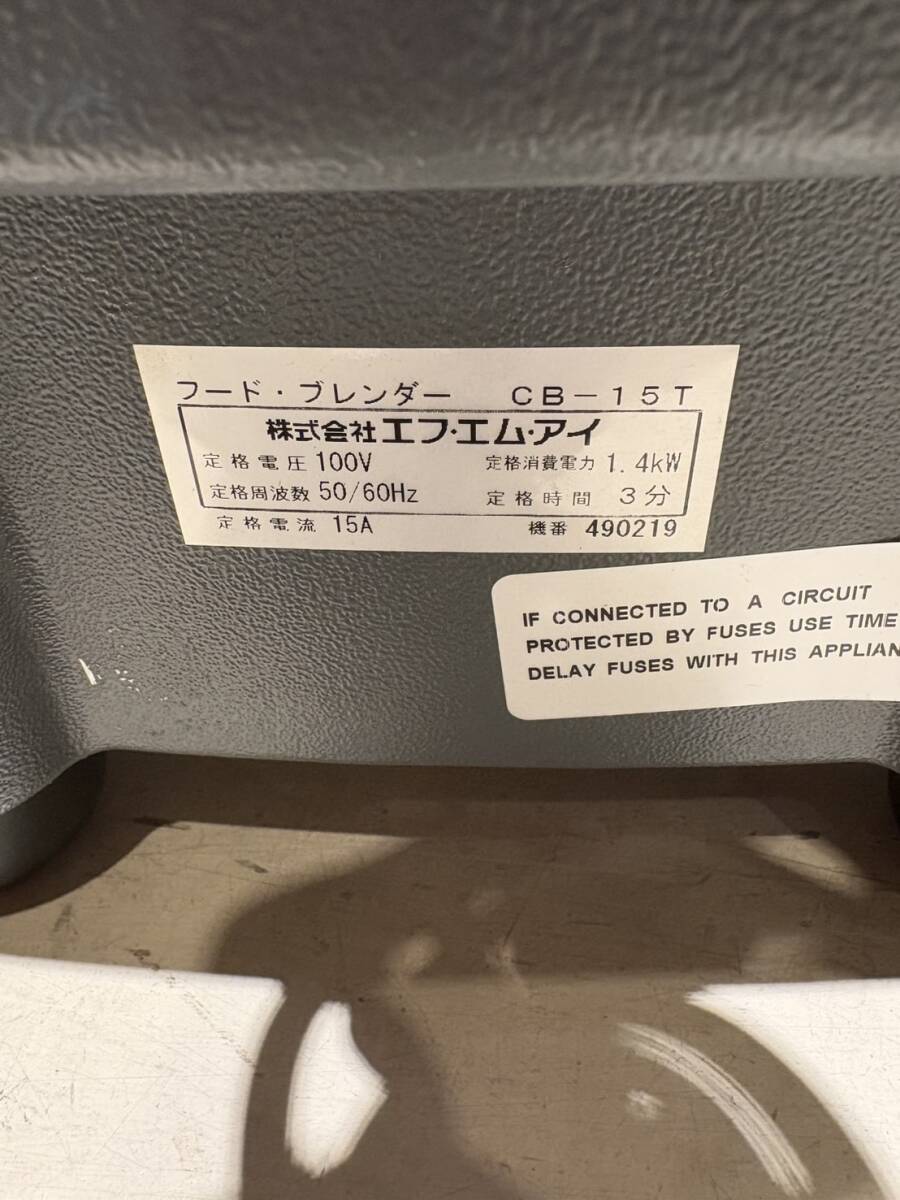 フード・ブレンダー CB－15T
株式会社エフ・エム・アイ
定格電圧 100V 定格消費電力 1.4kW
定格周波数 50/60Hz 定格時間 3分
定格電流 15A 機番 490219
IF CONNECTED TO A CIRCUIT
PROTECTED BY FUSES USE TIME
DELAY FUSES WITH THIS APPLIAN